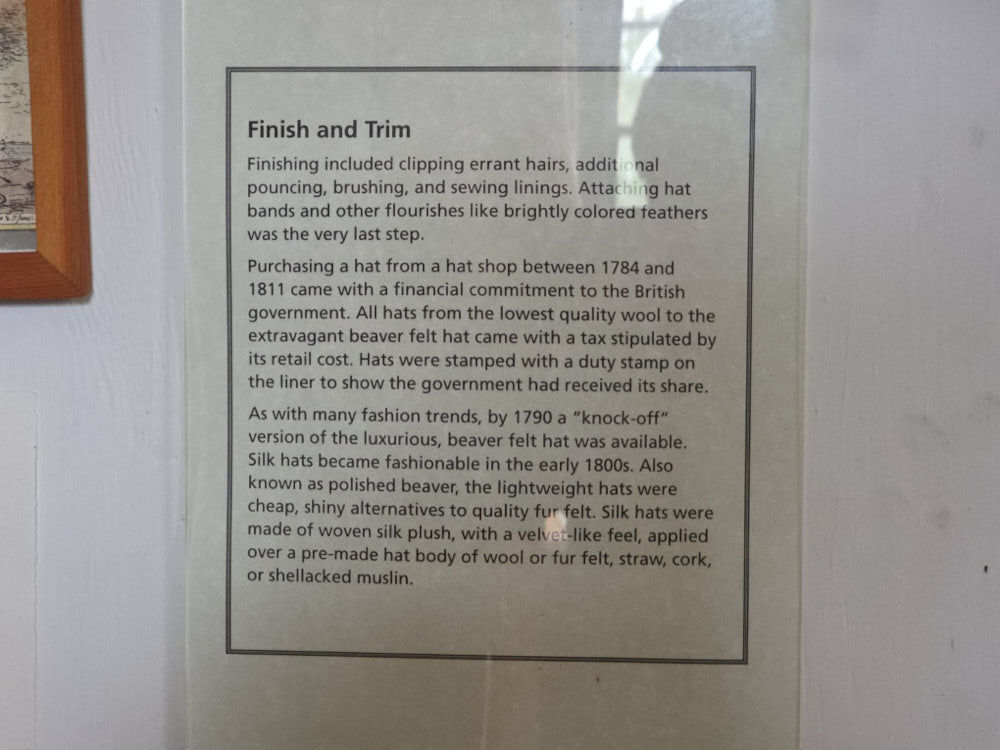 Finish and Trim
Finishing included clipping errant hairs, additional
pouncing, brushing, and sewing linings. Attaching hat
bands and other flourishes like brightly colored feathers
was the very last step.
Purchasing a hat from a hat shop between 1784 and
1811 came with a financial commitment to the British
government. All hats from the lowest quality wool to the
extravagant beaver felt hat came with a tax stipulated by
its retail cost. Hats were stamped with a duty stamp on
the liner to show the government had received its share.
As with many fashion trends, by 1790 a “knock-off”
version of the luxurious, beaver felt hat was available.
Silk hats became fashionable in the early 1800s. Also
known as polished beaver, the lightweight hats were
cheap, shiny alternatives to quality fur felt. Silk hats were
made of woven silk plush, with a velvet-like feel, applied
over a pre-made hat body of wool or fur felt, straw, cork,
or shellacked muslin.